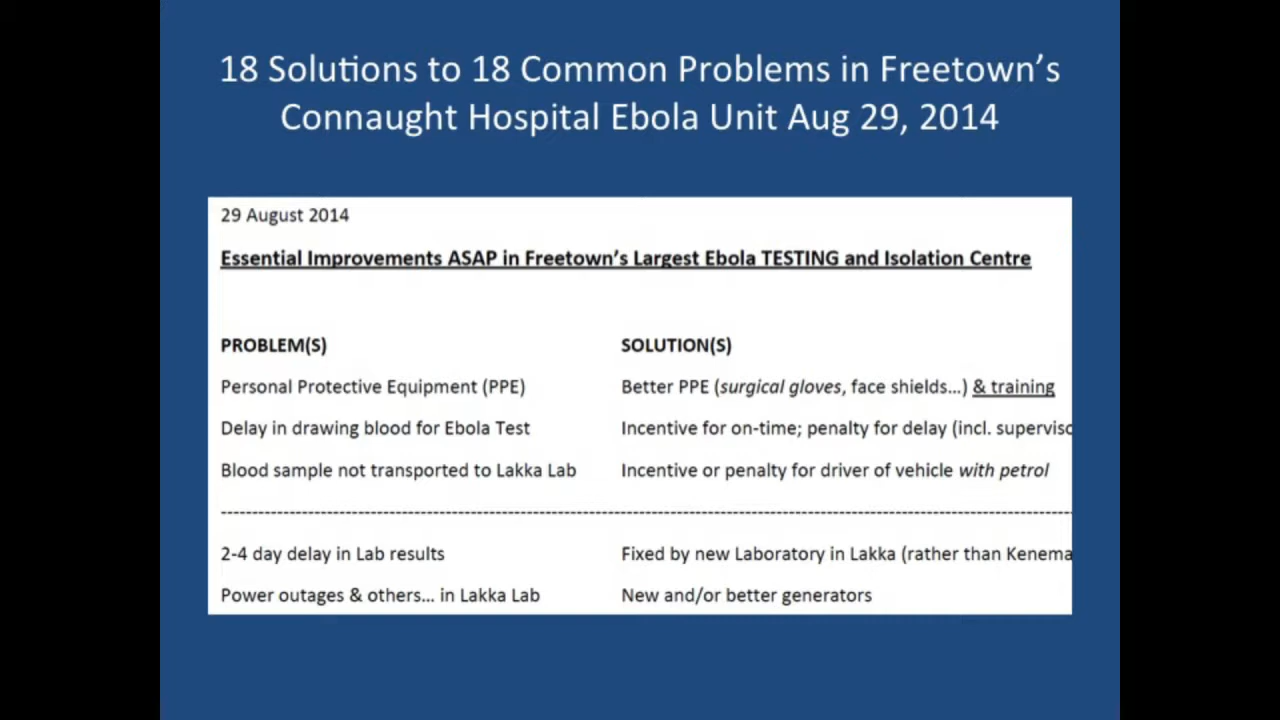 18 Solutions to 18 Common Problems in Freetown’s
Connaught Hospital Ebola Unit Aug 29, 2014
29 August 2014
Essential Improvements ASAP in Freetown’s Largest Ebola TESTING and Isolation Centre
PROBLEM(S) SOLUTION(S)
Personal Protective Equipment (PPE) Better PPE (surgical gloves, face shields…) & training
Delay in drawing blood for Ebola Test Incentive for on-time; penalty for delay (incl. superviso
Blood sample not transported to Lakka Lab Incentive or penalty for driver of vehicle with petrol
2-4 day delay in Lab results Fixed by new Laboratory in Lakka (rather than Kenema
Power outages & others… in Lakka Lab New and/or better generators